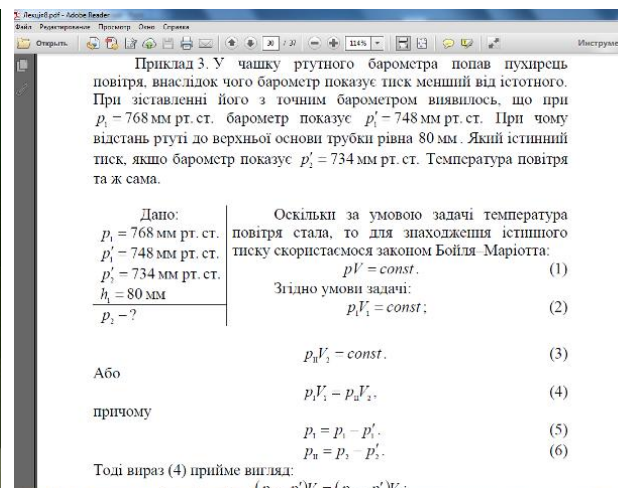 Лекція8.pdf - Adobe Reader
Файл Редактирование Просмотр Окно Справка
Открыть 30 / 37 114% Инструме
Приклад 3. У чашку ртутного барометра попав пухирець
повітря, внаслідок чого барометр показує тиск менший від істотного.
При зіставленні його з точним барометром виявилось, що при
p₁ = 768 мм рт. ст. барометр показує p₁′ = 748 мм рт. ст. При чому
відстань ртуті до верхньої основи трубки рівна 80 мм. Який істинний
тиск, якщо барометр показує p₂′ = 734 мм рт. ст. Температура повітря
та ж сама.
Дано:
p₁ = 768 мм рт. ст.
p₁′ = 748 мм рт. ст.
p₂′ = 734 мм рт. ст.
h₁ = 80 мм
p₂ – ?
Оскільки за умовою задачі температура
повітря стала, то для знаходження істинного
тиску скористаємося законом Бойля–Маріотта:
pV = const. (1)
Згідно умови задачі:
p₁V₁ = const; (2)
pᵢᵢV₂ = const. (3)
Або
pᵢV₁ = pᵢᵢV₂, (4)
причому
pᵢ = p₁ – p₁′. (5)
pᵢᵢ = p₂ – p₂′. (6)
Тоді вираз (4) прийме вигляд: